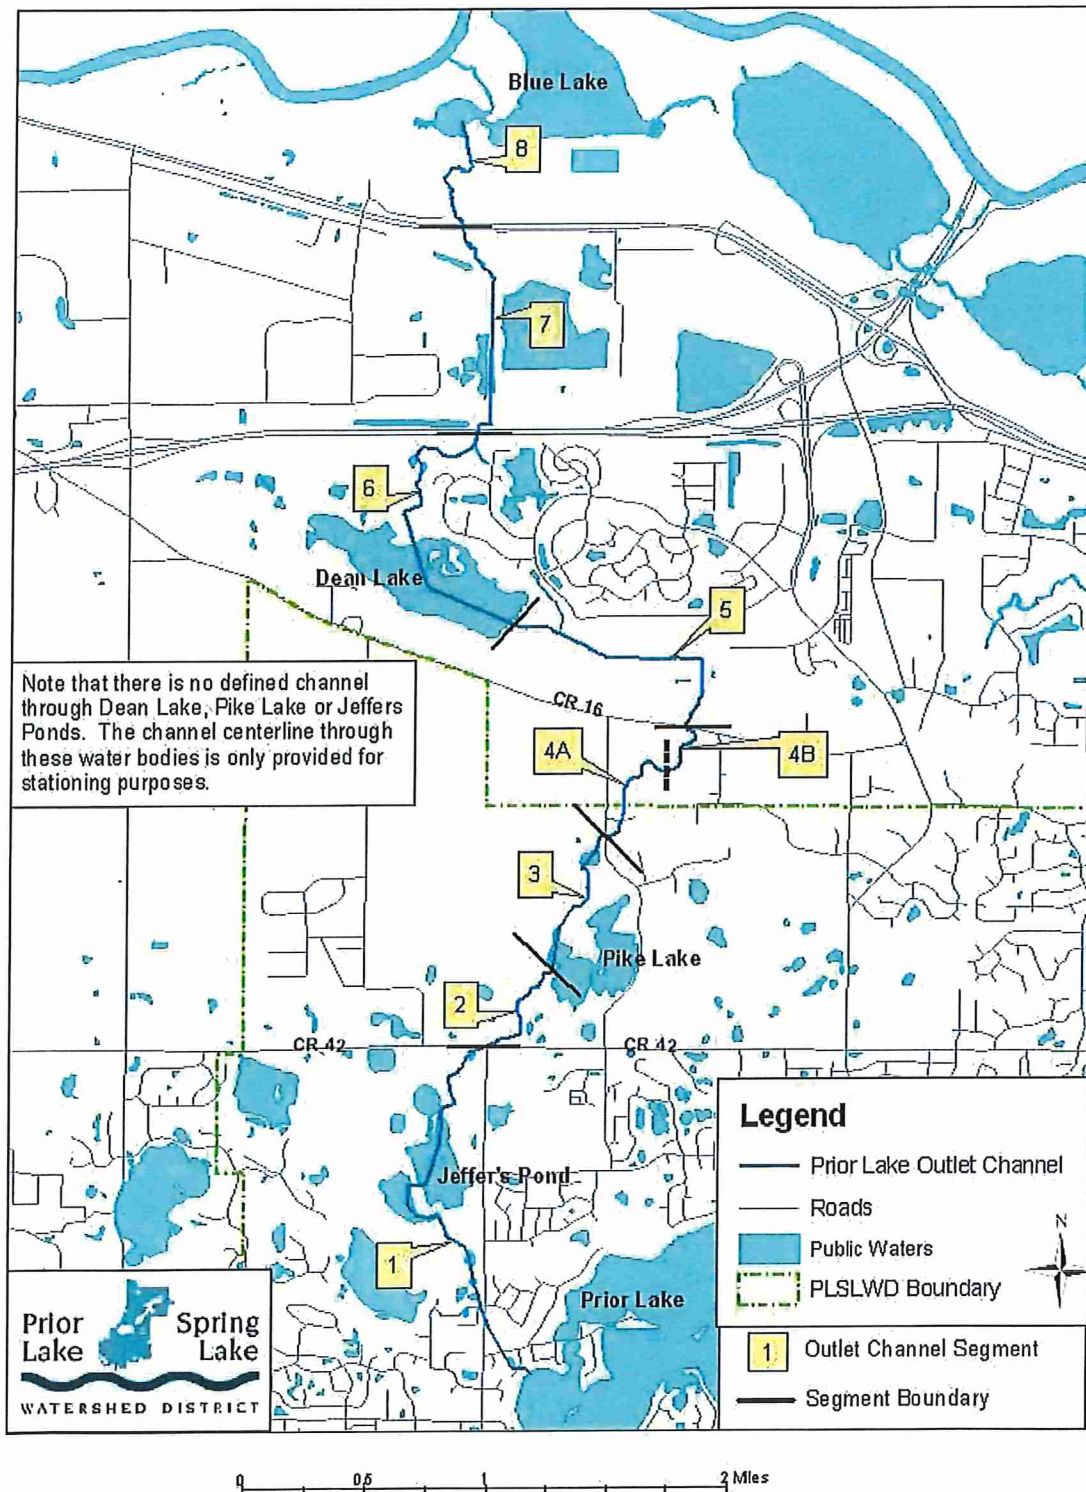 Blue Lake
8
7
6
Dean Lake
5
Note that there is no defined channel
through Dean Lake, Pike Lake or Jeffers
Ponds. The channel centerline through
these water bodies is only provided for
stationing purposes.
CR 16
4A
4B
3
Pike Lake
2
CR 42
CR 42
Jeffer's Pond
1
Prior Lake
Prior
Lake
Spring
Lake
WATERSHED DISTRICT
Legend
Prior Lake Outlet Channel
Roads
Public Waters
PLSLWD Boundary
N
1
Outlet Channel Segment
Segment Boundary
0
0.5
1
2 Miles